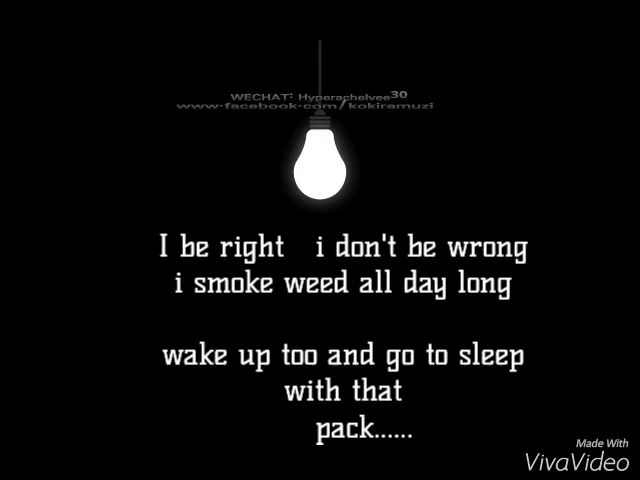 WECHAT: Hyperachelvee30
www.facebook.com/kokiramuzi
I be right i don't be wrong
i smoke weed all day long
wake up too and go to sleep
with that
pack......
Made With
VivaVideo